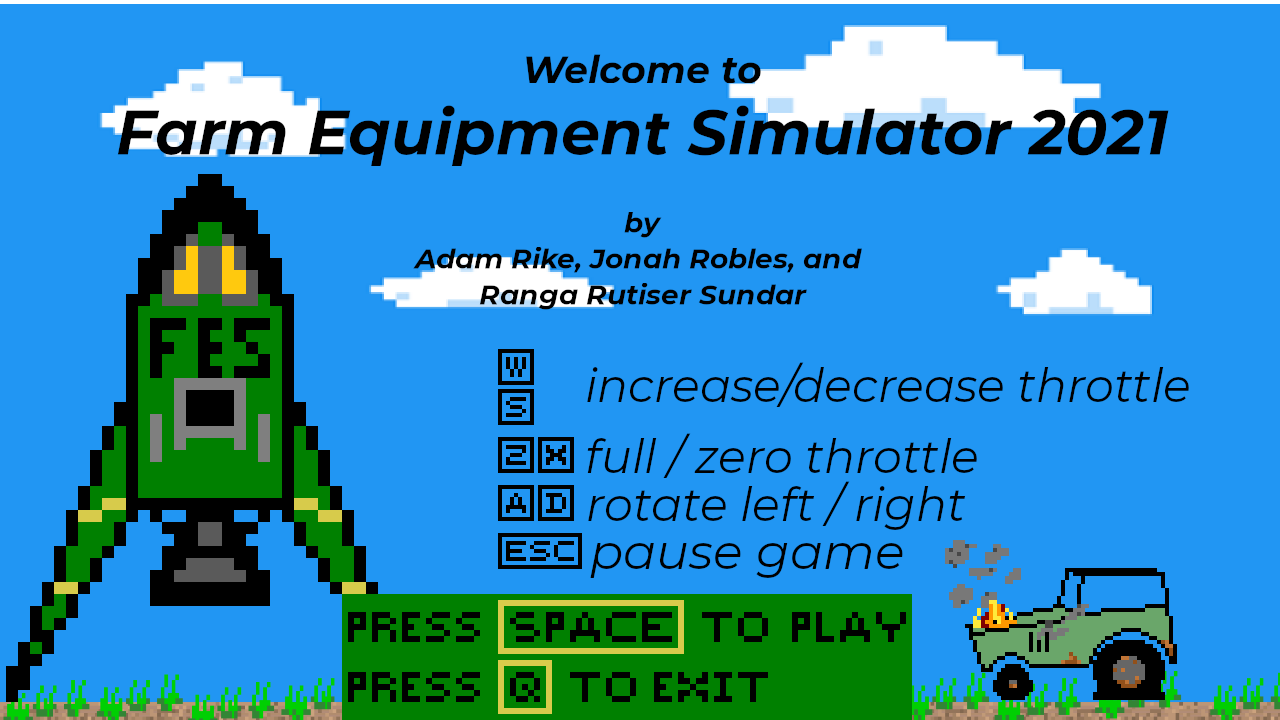 Welcome to
Farm Equipment Simulator 2021
by
Adam Rike, Jonah Robles, and
Ranga Rutiser Sundar
FES
W
S
increase/decrease throttle
Z X full / zero throttle
A D rotate left / right
ESC pause game
PRESS SPACE TO PLAY
PRESS Q TO EXIT